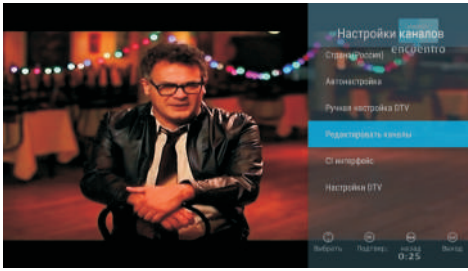 Настройки каналов
encuentro
Страна(Россия)
Автонастройка
Ручная настройка DTV
Редактировать каналы
CI интерфейс
Настройки DTV
Выбрать Подтвер. назад Выход
0:25